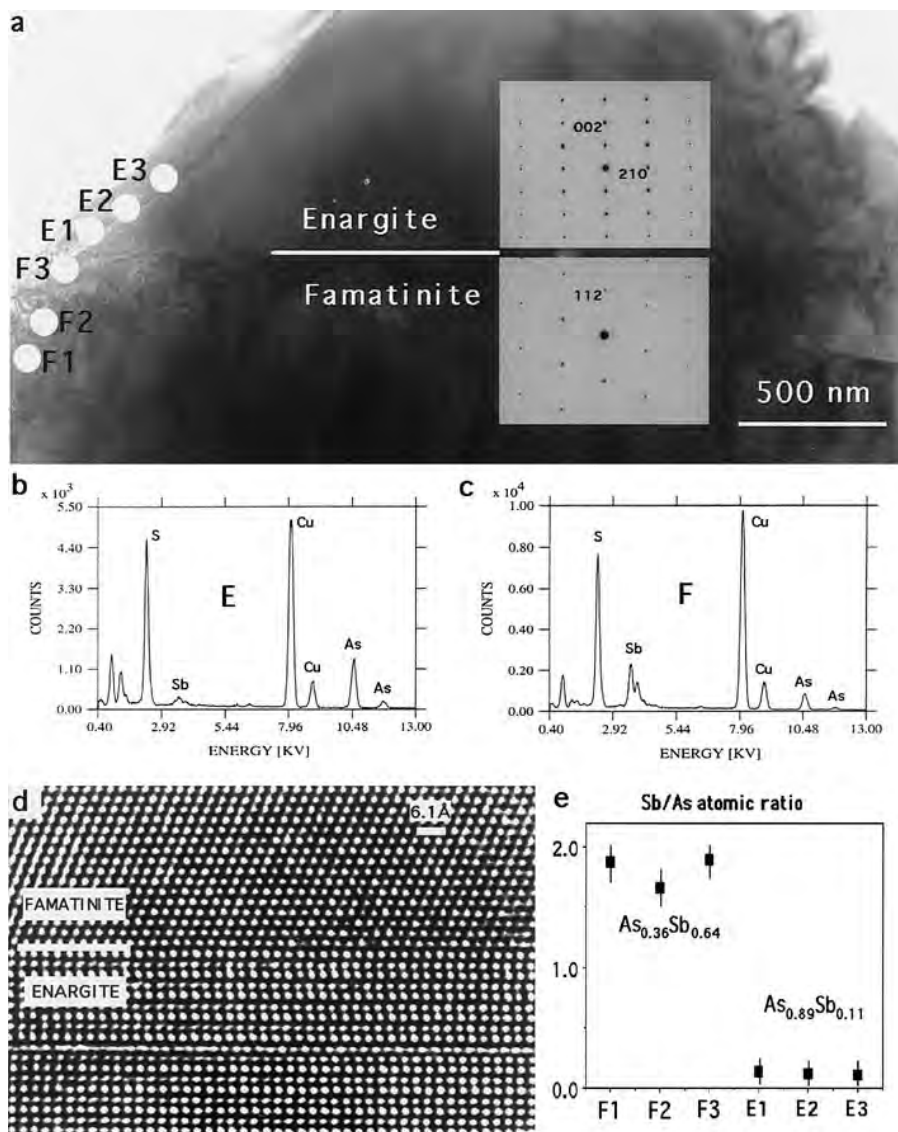 a
002
210
E3
E2
E1
F3
F2
F1
Enargite
Famatinite
112
500 nm
b
x 10³
5.50
4.40
3.30
2.20
1.10
0.00
COUNTS
S
Sb
E
Cu
Cu
As
As
0.40 2.92 5.44 7.96 10.48 13.00
ENERGY [KV]
c
x 10⁴
1.00
0.80
0.60
0.40
0.20
0.00
COUNTS
S
Sb
F
Cu
Cu
As
As
0.40 2.92 5.44 7.96 10.48 13.00
ENERGY [KV]
d
6.1Å
FAMATINITE
ENARGITE
e
Sb/As atomic ratio
2.0
1.0
0.0
As₀.₃₆Sb₀.₆₄
As₀.₈₉Sb₀.₁₁
F1 F2 F3 E1 E2 E3